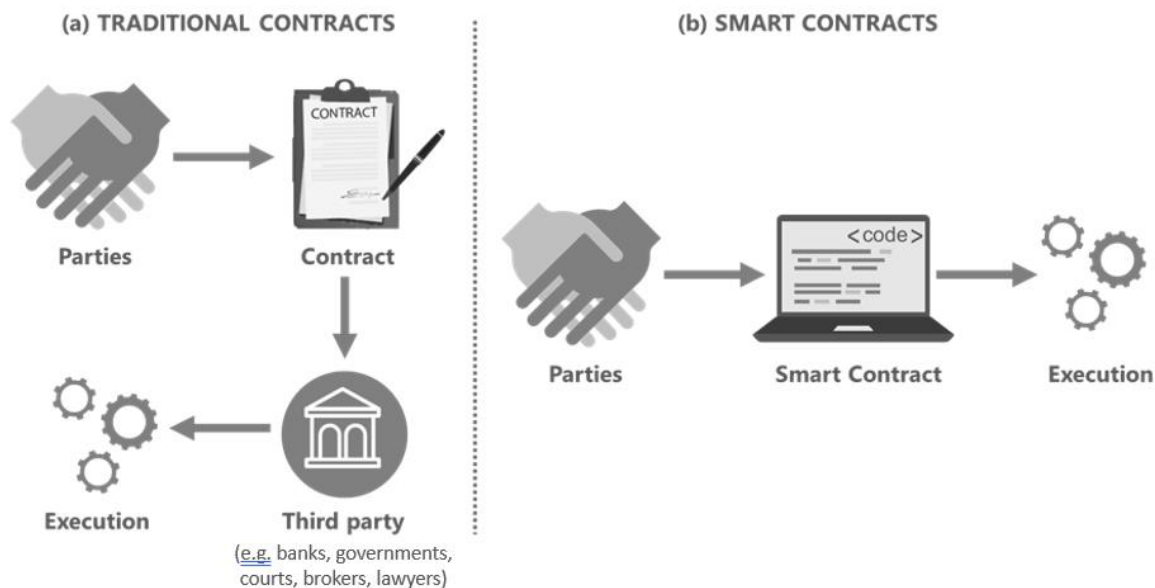 (a) TRADITIONAL CONTRACTS
CONTRACT
Parties
Contract
Execution
Third party
(e.g. banks, governments,
courts, brokers, lawyers)
(b) SMART CONTRACTS
<code>
Parties
Smart Contract
Execution